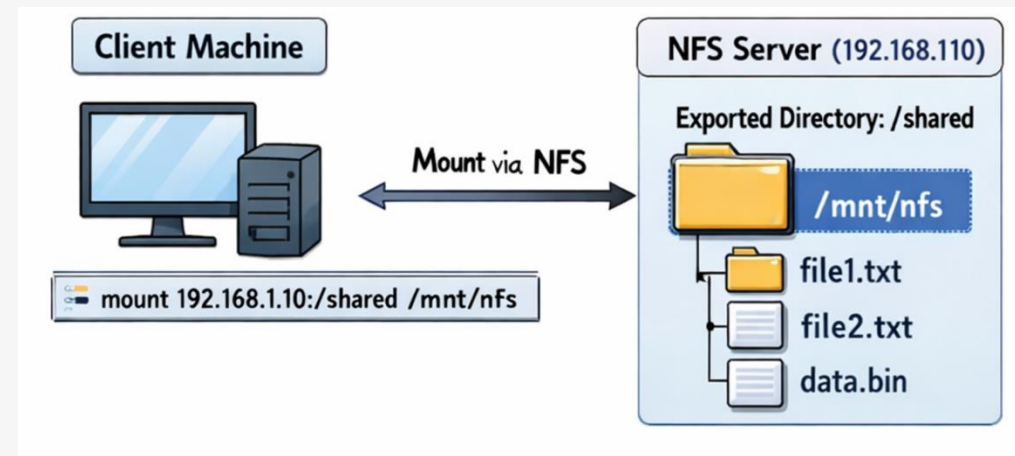 Client Machine
NFS Server (192.168.110)
Exported Directory: /shared
Mount via NFS
/mnt/nfs
file1.txt
mount 192.168.1.10:/shared /mnt/nfs
file2.txt
data.bin